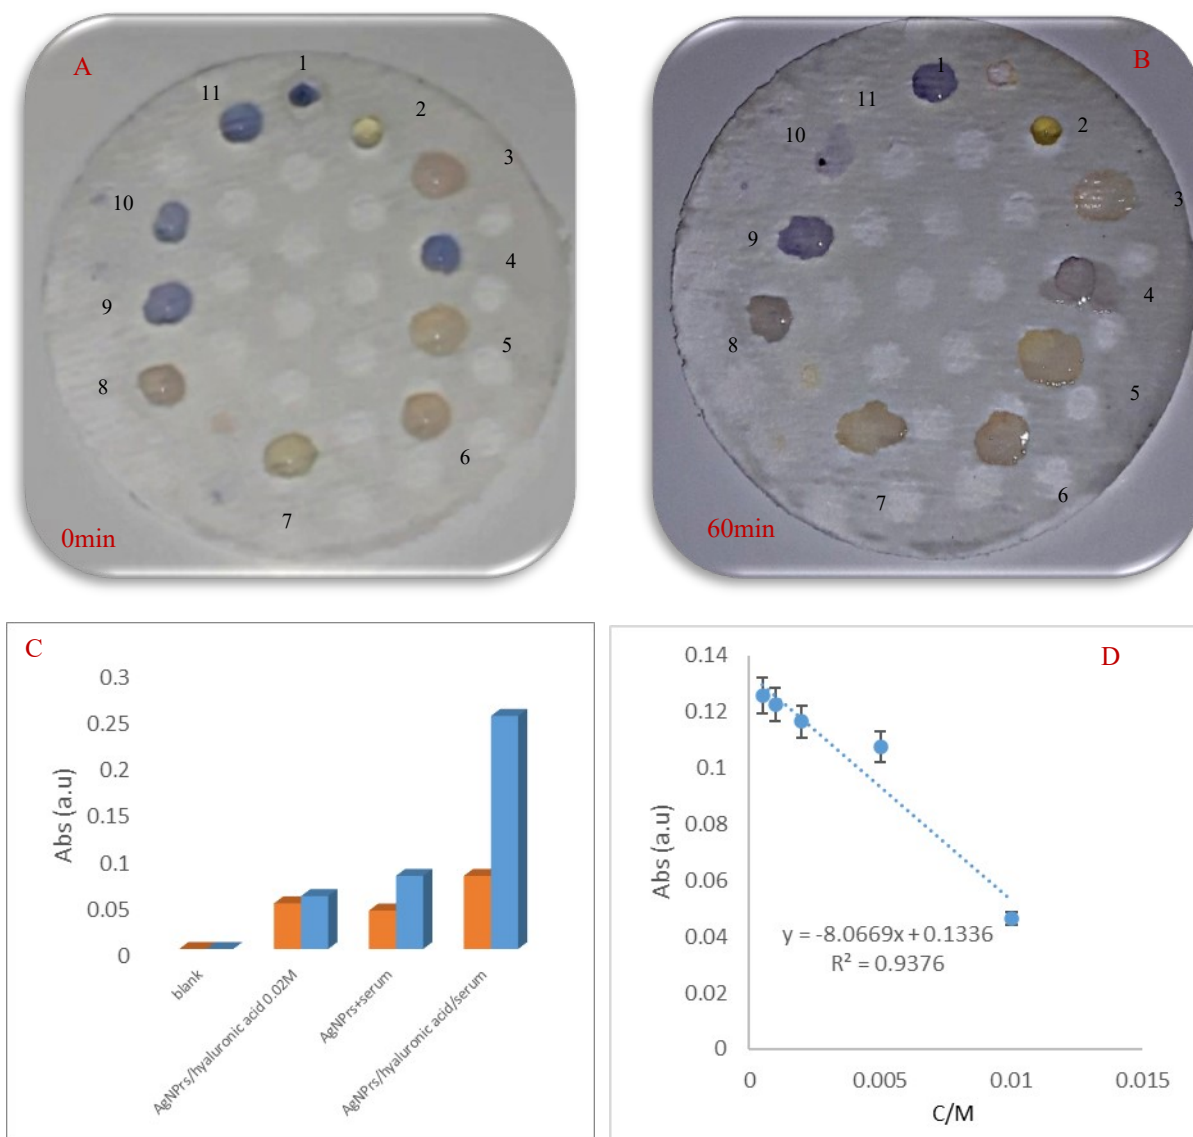 A
1
11
2
3
10
4
9
5
8
6
7
0min
B
1
11
2
10
3
9
4
8
5
7
6
60min
C
0.3
0.25
0.2
0.15
0.1
0.05
0
Abs (a.u)
blank
AgNPrs/hyaluronic acid 0.02M
AgNPrs+serum
AgNPrs/hyaluronic acid/serum
D
0.14
0.12
0.1
0.08
0.06
0.04
0.02
0
Abs (a.u)
y = -8.0669x + 0.1336
R² = 0.9376
0
0.005
0.01
0.015
C/M